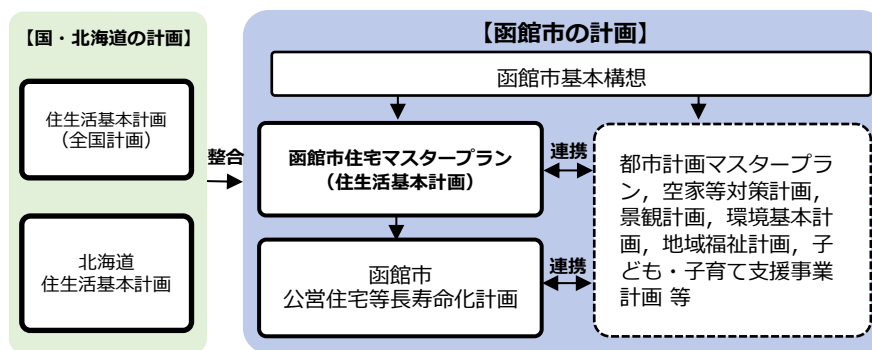 【国・北海道の計画】
住生活基本計画
（全国計画）
北海道
住生活基本計画
整合
【函館市の計画】
函館市基本構想
函館市住宅マスタープラン
（住生活基本計画）
連携
都市計画マスタープラ
ン，空家等対策計画，
景観計画，環境基本計
画，地域福祉計画，子
ども・子育て支援事業
計画 等
函館市
公営住宅等長寿命化計画
連携